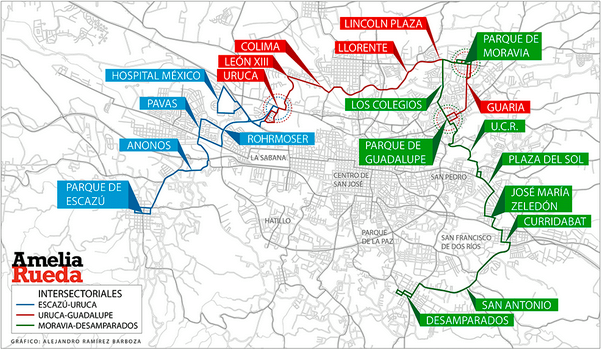 LINCOLN PLAZA
PARQUE DE
MORAVIA
COLIMA
LLORENTE
LEÓN XIII
URUCA
HOSPITAL MÉXICO
PAVAS
LOS COLEGIOS
GUARIA
U.C.R.
ANONOS
ROHRMOSER
PARQUE DE
GUADALUPE
LA SABANA
PLAZA DEL SOL
CENTRO DE
SAN JOSÉ
SAN PEDRO
PARQUE DE
ESCAZÚ
JOSÉ MARÍA
ZELEDÓN
HATILLO
CURRIDABAT
PARQUE
DE LA PAZ
SAN FRANCISCO
DE DOS RÍOS
Amelia
Rueda
INTERSECTORIALES
ESCAZÚ-URUCA
URUCA-GUADALUPE
MORAVIA-DESAMPARADOS
SAN ANTONIO
DESAMPARADOS
GRÁFICO: ALEJANDRO RAMÍREZ BARBOZA